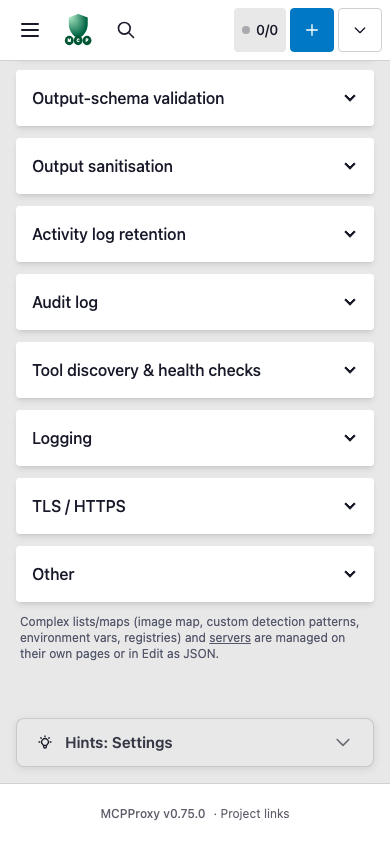 MCP
0/0
Output-schema validation
Output sanitisation
Activity log retention
Audit log
Tool discovery & health checks
Logging
TLS / HTTPS
Other
Complex lists/maps (image map, custom detection patterns,
environment vars, registries) and servers are managed on
their own pages or in Edit as JSON.
Hints: Settings
MCPProxy v0.75.0 · Project links